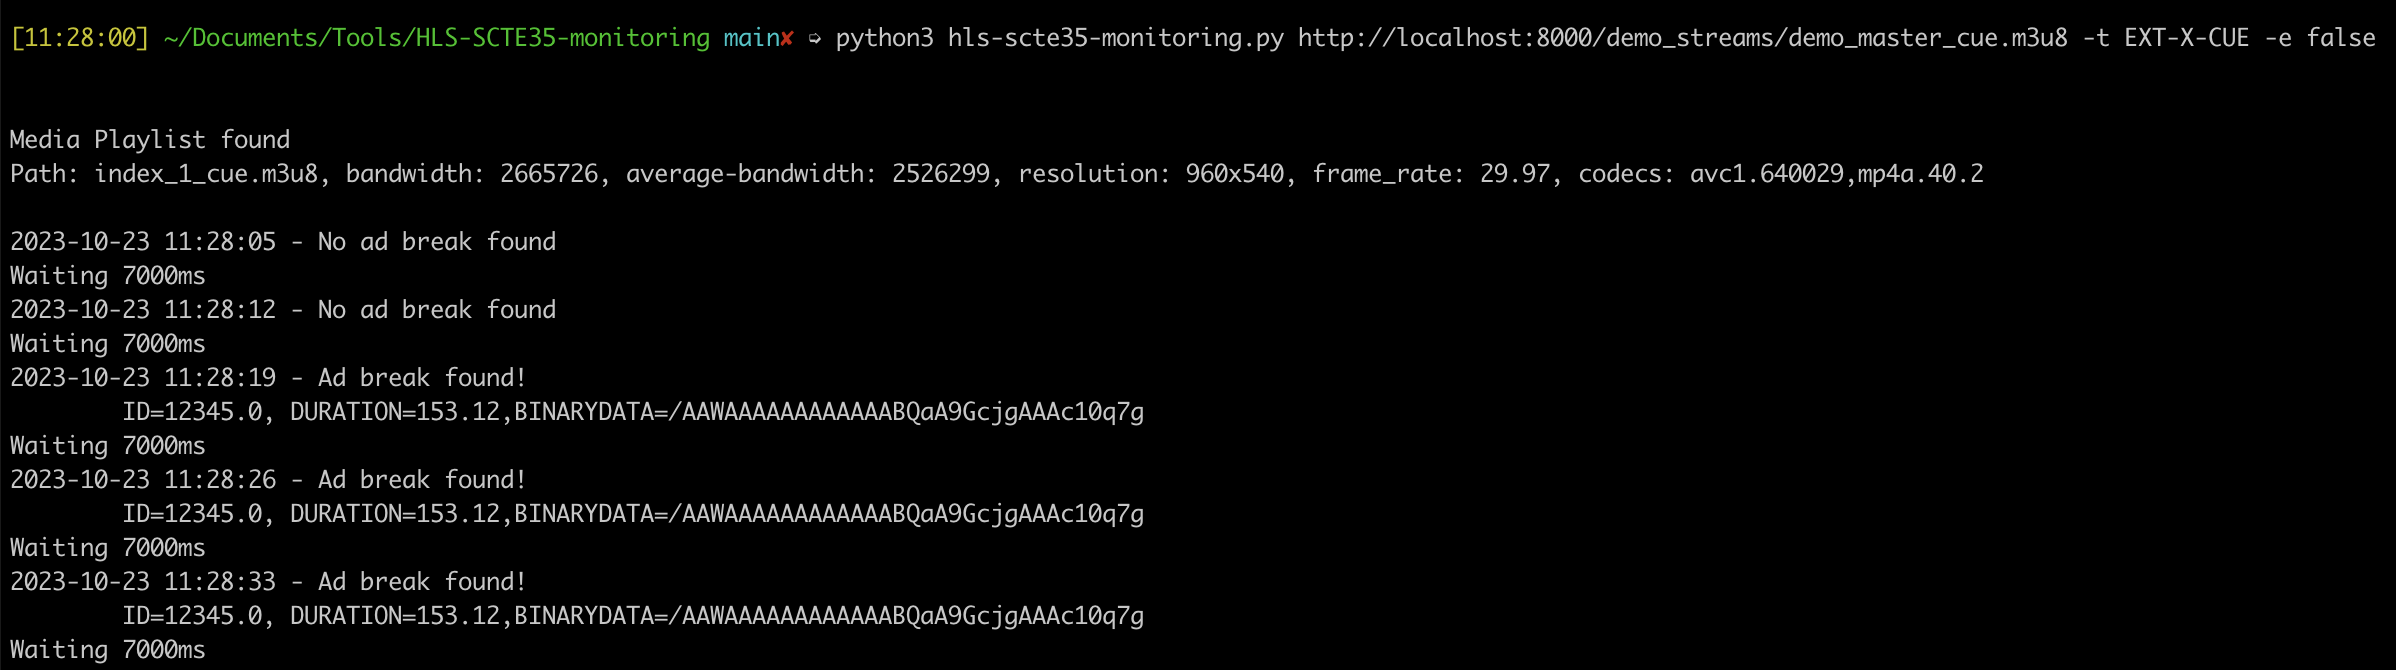 [11:28:00] ~/Documents/Tools/HLS-SCTE35-monitoring main✘ ➭ python3 hls-scte35-monitoring.py http://localhost:8000/demo_streams/demo_master_cue.m3u8 -t EXT-X-CUE -e false
Media Playlist found
Path: index_1_cue.m3u8, bandwidth: 2665726, average-bandwidth: 2526299, resolution: 960x540, frame_rate: 29.97, codecs: avc1.640029,mp4a.40.2
2023-10-23 11:28:05 - No ad break found
Waiting 7000ms
2023-10-23 11:28:12 - No ad break found
Waiting 7000ms
2023-10-23 11:28:19 - Ad break found!
ID=12345.0, DURATION=153.12,BINARYDATA=/AAWAAAAAAAAAAAABQaA9GcjgAAAc10q7g
Waiting 7000ms
2023-10-23 11:28:26 - Ad break found!
ID=12345.0, DURATION=153.12,BINARYDATA=/AAWAAAAAAAAAAAABQaA9GcjgAAAc10q7g
Waiting 7000ms
2023-10-23 11:28:33 - Ad break found!
ID=12345.0, DURATION=153.12,BINARYDATA=/AAWAAAAAAAAAAAABQaA9GcjgAAAc10q7g
Waiting 7000ms